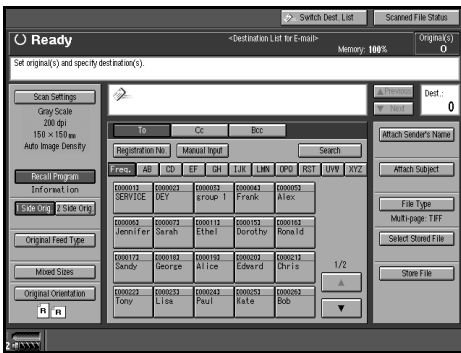 Switch Dest. List
Scanned File Status
Ready
<Destination List for E-mail>
Memory: 100%
Original(s)
0
Set original(s) and specify destination(s).
Scan Settings
Gray Scale
200 dpi
150 × 150mm
Auto Image Density
Recall Program
Information
1 Side Orig. 2 Side Orig.
Original Feed Type
Mixed Sizes
Original Orientation
R R
▲ Previous
▼ Next
Dest.:
0
To Cc Bcc
Registration No. Manual Input Search
Freq. AB CD EF GH IJK LMN OPQ RST UVW XYZ
[00001] [00002] [00003] [00004] [00005]
SERVICE DEY group 1 Frank Alex
[00006] [00007] [00011] [00015] [00016]
Jennifer Sarah Ethel Dorothy Ronald
[00017] [00018] [00019] [00020] [00021]
Sandy George Alice Edward Chris
[00022] [00023] [00024] [00025] [00026]
Tony Lisa Paul Kate Bob
1/2
▲
▼
Attach Sender's Name
Attach Subject
File Type
Multi-page: TIFF
Select Stored File
Store File
2